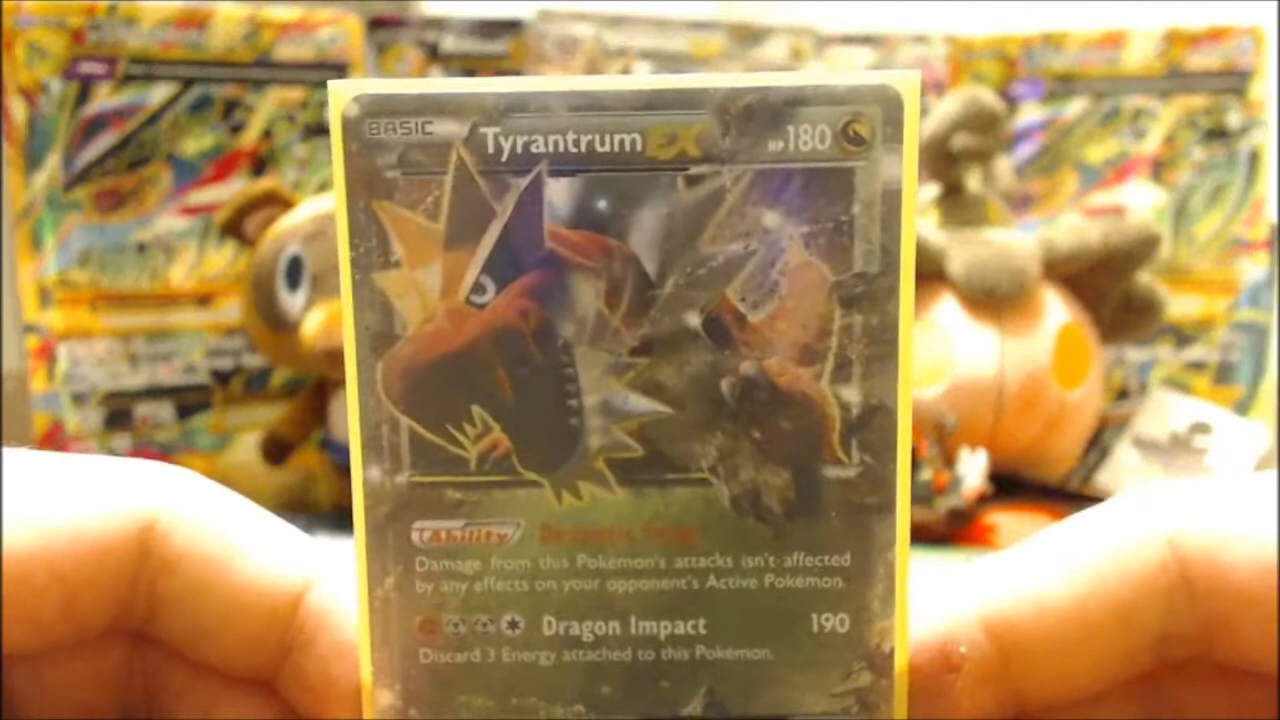 BASIC Tyrantrum EX HP180
Ability
Damage from this Pokémon's attacks isn't affected
by any effects on your opponent's Active Pokémon.
Dragon Impact 190
Discard 3 Energy attached to this Pokémon.